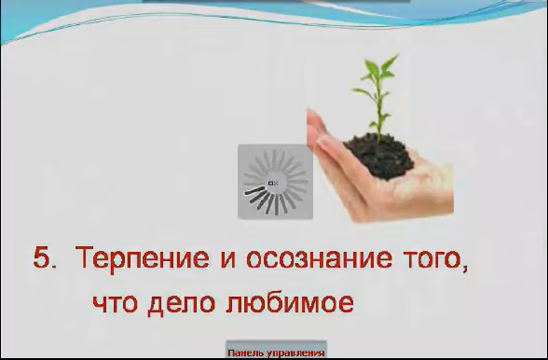 5. Терпение и осознание того,
что дело любимое
Панель управления